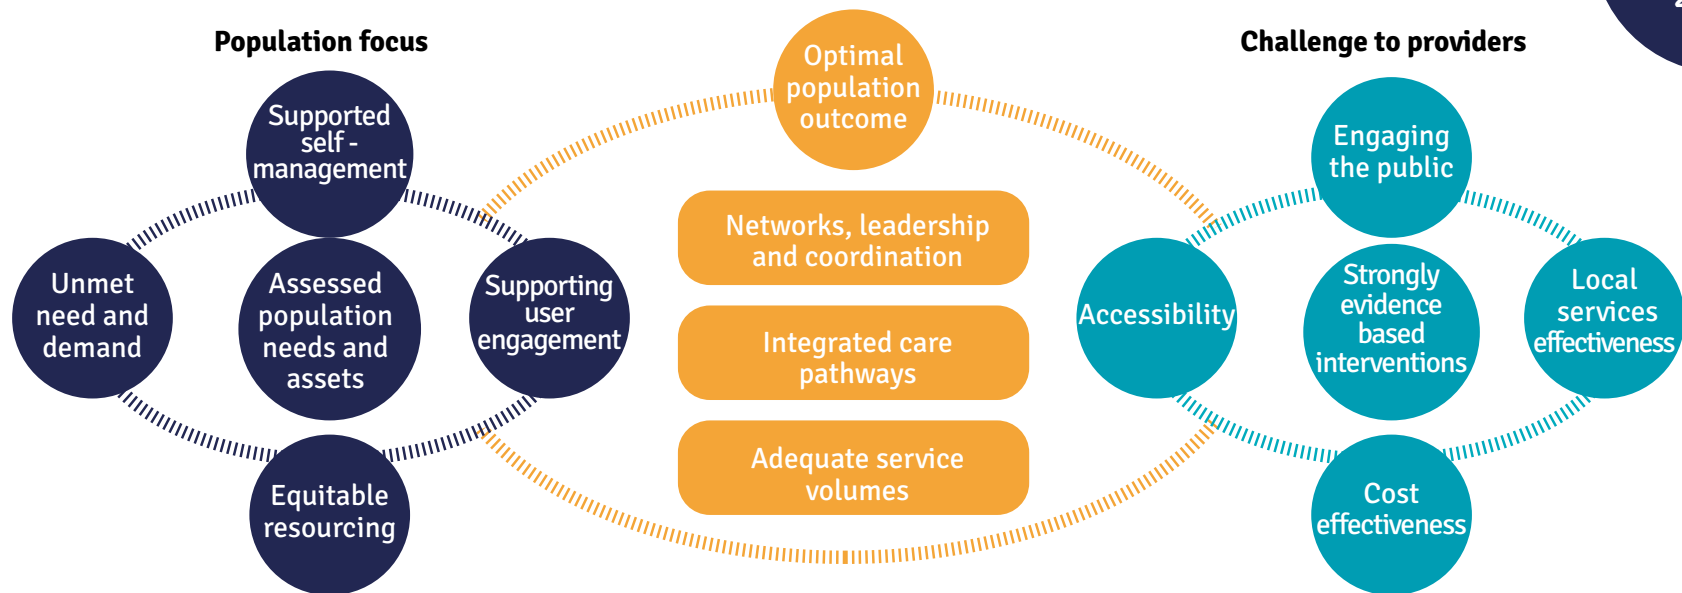 Population focus
Supported
self -
management
Unmet
need and
demand
Assessed
population
needs and
assets
Supporting
user
engagement
Equitable
resourcing
Optimal
population
outcome
Networks, leadership
and coordination
Integrated care
pathways
Adequate service
volumes
Challenge to providers
Engaging
the public
Accessibility
Strongly
evidence
based
interventions
Local
services
effectiveness
Cost
effectiveness